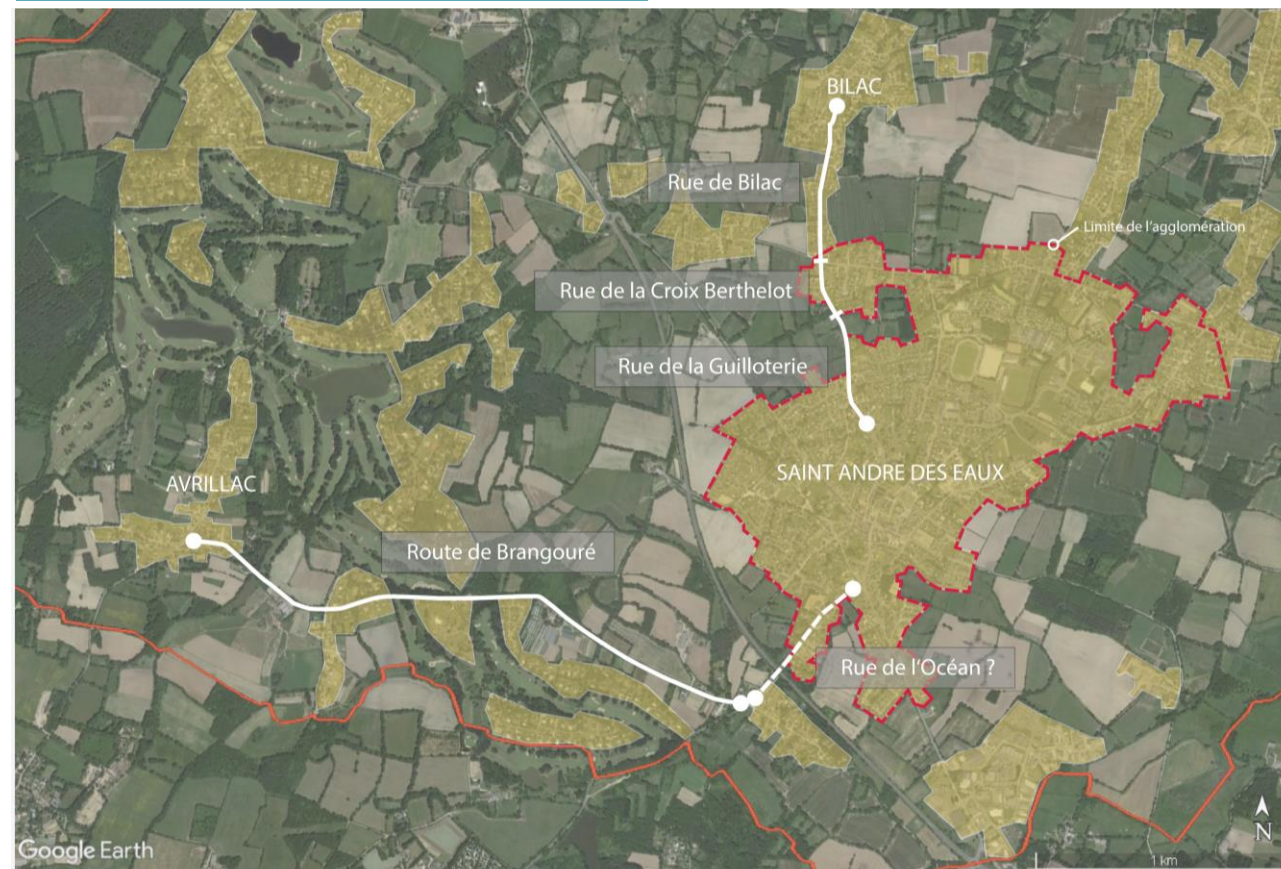 BILAC
Rue de Bilac
Limite de l'agglomération
Rue de la Croix Berthelot
Rue de la Guilloterie
AVRILLAC
SAINT ANDRE DES EAUX
Route de Brangouré
Rue de l'Océan ?
N
Google Earth
1 km